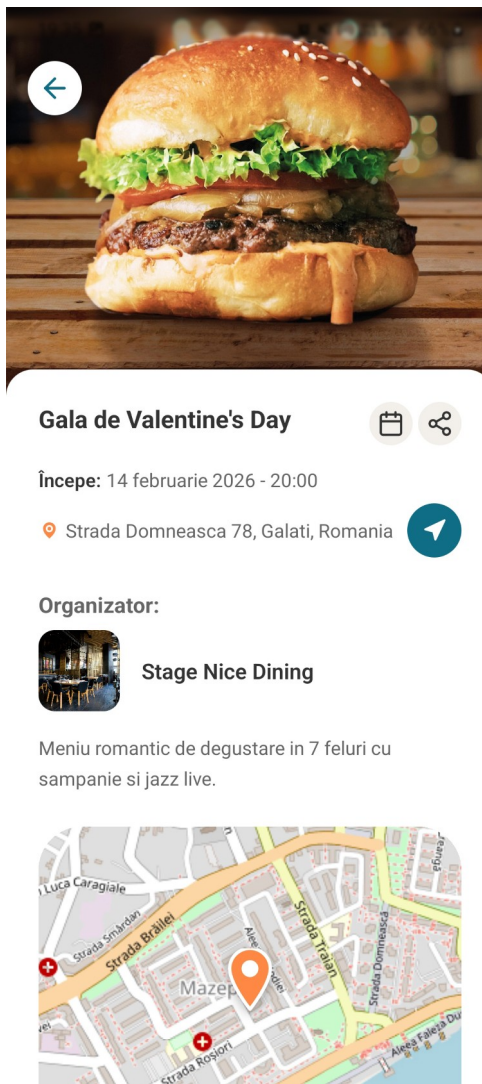 Gala de Valentine's Day
Începe: 14 februarie 2026 - 20:00
Strada Domneasca 78, Galati, Romania
Organizator:
Stage Nice Dining
Meniu romantic de degustare in 7 feluri cu
sampanie si jazz live.
Luca Caragiale
Strada Smârdan
Strada Brăilei
Strada Traian
Strada Domnească
Strada Roșiori
Aleea Faleza